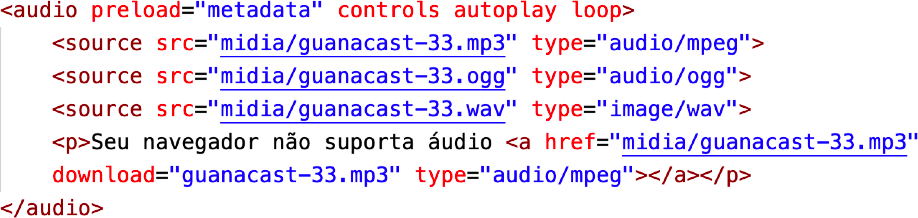 <audio preload="metadata" controls autoplay loop>
<source src="midia/guanacast-33.mp3" type="audio/mpeg">
<source src="midia/guanacast-33.ogg" type="audio/ogg">
<source src="midia/guanacast-33.wav" type="image/wav">
<p>Seu navegador não suporta áudio <a href="midia/guanacast-33.mp3"
download="guanacast-33.mp3" type="audio/mpeg"></a></p>
</audio>